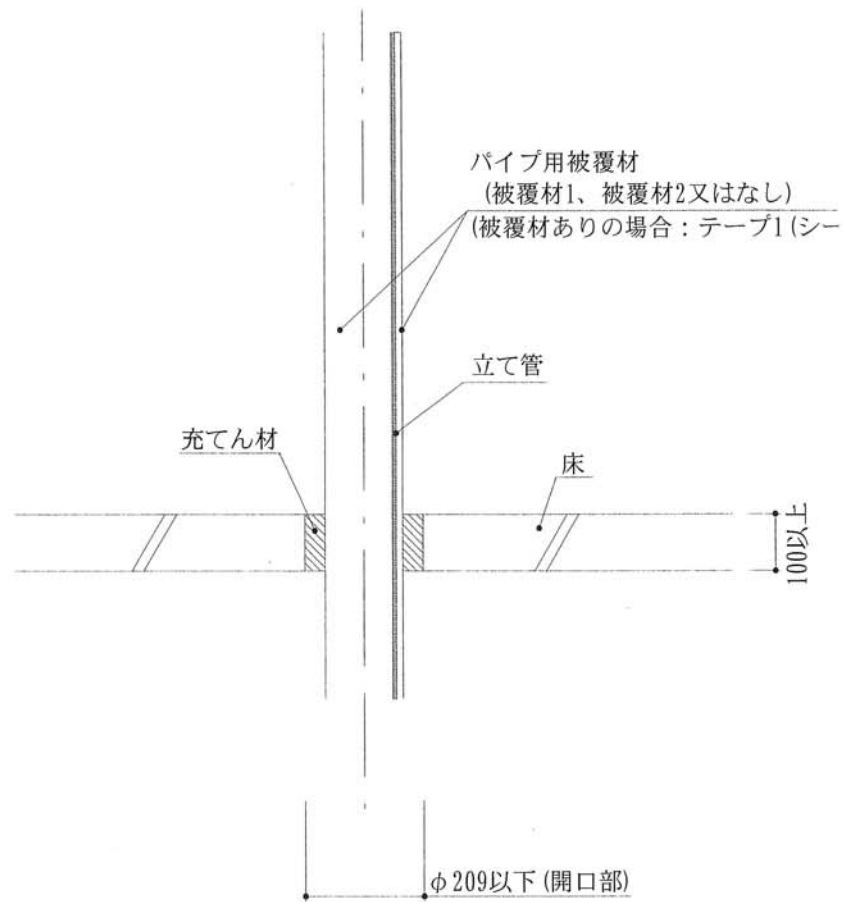 パイプ用被覆材
(被覆材1、被覆材2又はなし)
(被覆材ありの場合：テープ1(シー
立て管
充てん材
床
100以上
φ209以下(開口部)